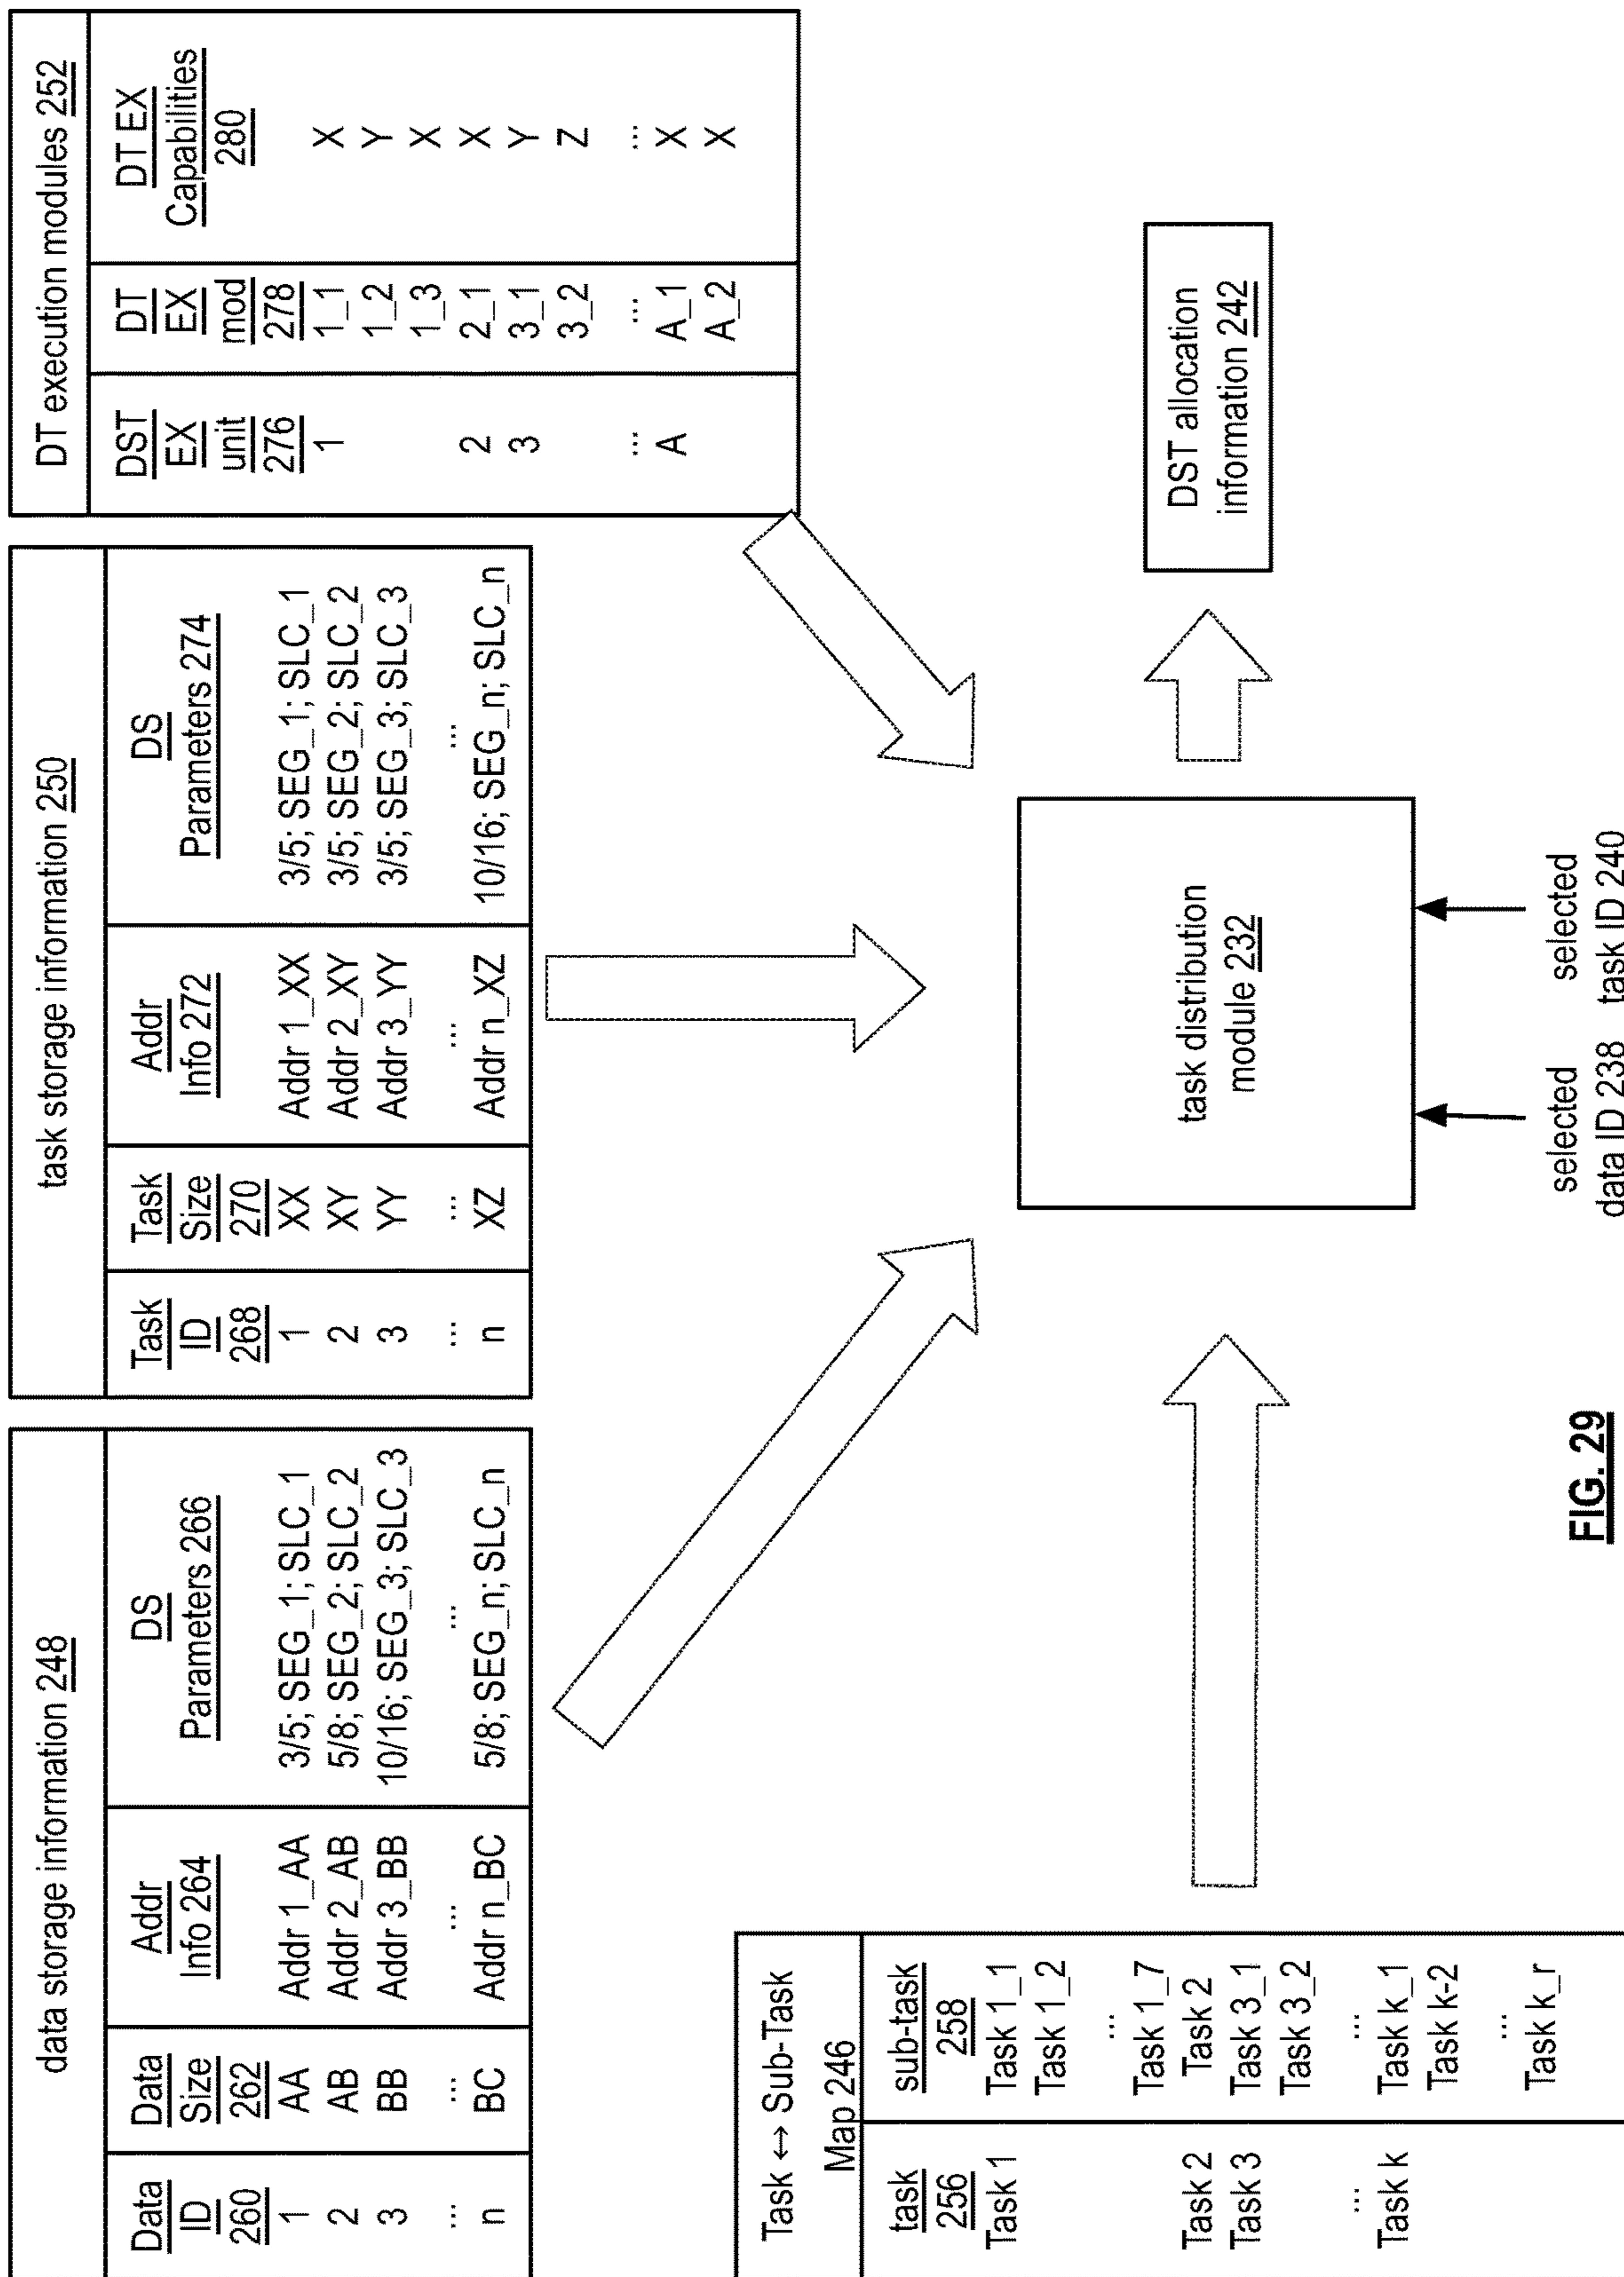 data storage information 248
Data ID 260 Data Size 262 Addr Info 264 DS Parameters 266
1 AA Addr 1_AA 3/5; SEG_1; SLC_1
2 AB Addr 2_AB 5/8; SEG_2; SLC_2
3 BB Addr 3_BB 10/16; SEG_3; SLC_3
... ... ... ...
n BC Addr n_BC 5/8; SEG_n; SLC_n
task storage information 250
Task ID 268 Task Size 270 Addr Info 272 DS Parameters 274
1 XX Addr 1_XX 3/5; SEG_1; SLC_1
2 XY Addr 2_XY 3/5; SEG_2; SLC_2
3 YY Addr 3_YY 3/5; SEG_3; SLC_3
... ... ... ...
n XZ Addr n_XZ 10/16; SEG_n; SLC_n
DT execution modules 252
DST EX unit 276 DT EX mod 278 DT EX Capabilities 280
1 1_1 X
1_2 Y
1_3 X
2 2_1 X
3 3_1 Y
3_2 Z
... ... ...
A A_1 X
A_2 X
Task ↔ Sub-Task
Map 246
task 256 sub-task 258
Task 1 Task 1_1
Task 1_2
...
Task 1_7
Task 2 Task 2
Task 3 Task 3_1
Task 3_2
... ...
Task k Task k_1
Task k-2
...
Task k_r
task distribution
module 232
DST allocation
information 242
selected
data ID 238
selected
task ID 240
FIG. 29